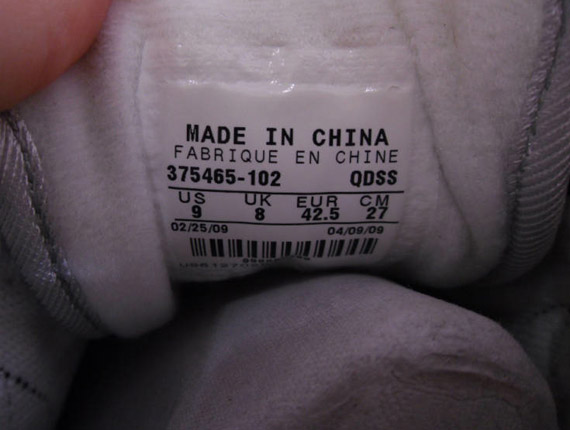 MADE IN CHINA
FABRIQUE EN CHINE
375465-102 QDSS
US UK EUR CM
9 8 42.5 27
02/25/09 04/09/09